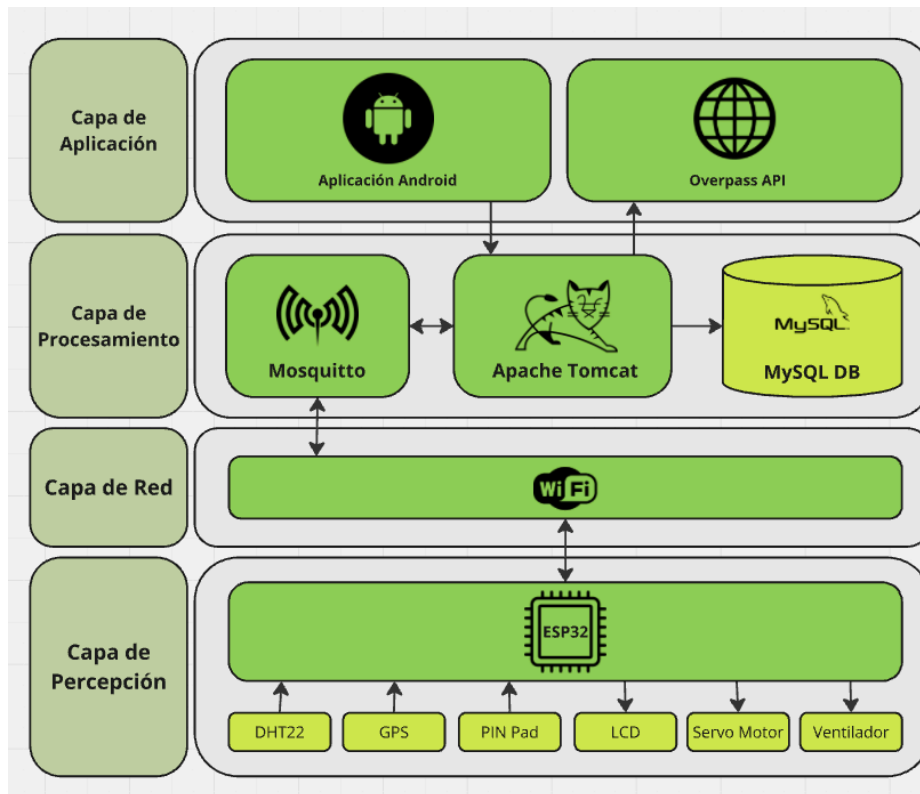 Capa de
Aplicación
Aplicación Android
Overpass API
Capa de
Procesamiento
Mosquitto
Apache Tomcat
MySQL
MySQL DB
Capa de Red
Wi Fi
Capa de
Percepción
ESP32
DHT22
GPS
PIN Pad
LCD
Servo Motor
Ventilador